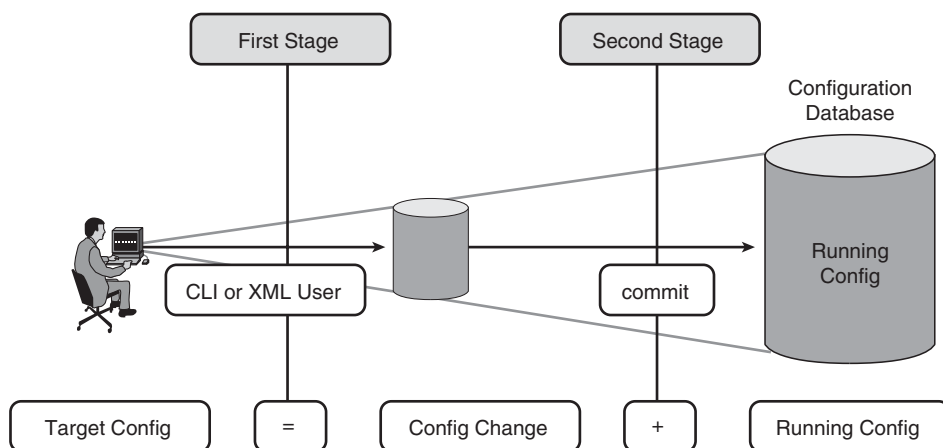 First Stage
Second Stage
Configuration
Database
Running
Config
CLI or XML User
commit
Target Config
=
Config Change
+
Running Config